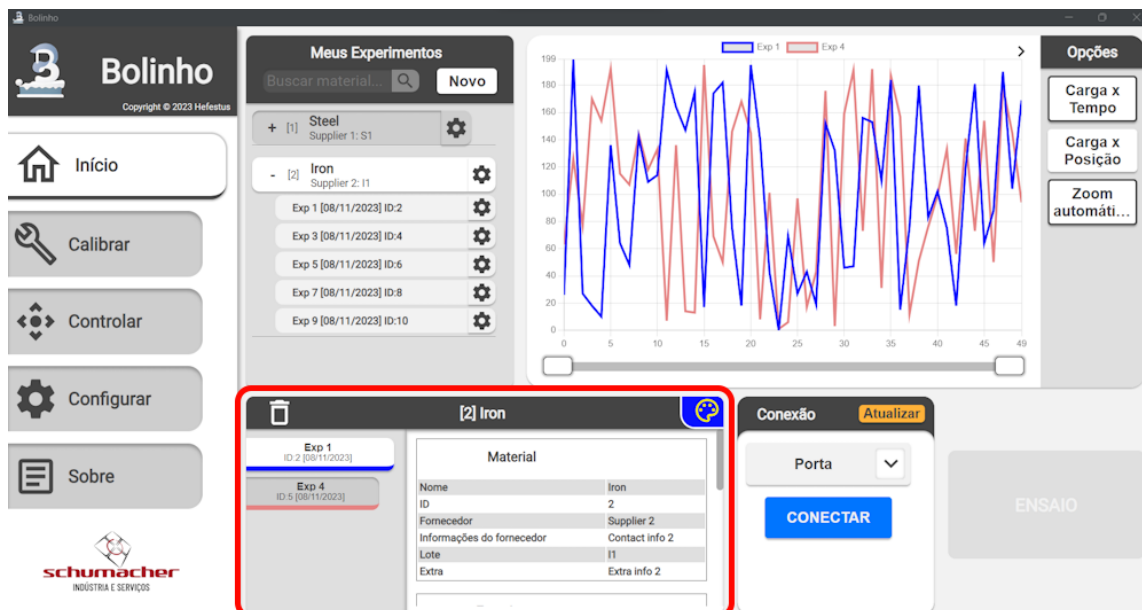 Bolinho
Bolinho
Copyright © 2023 Hefestus
Início
Calibrar
Controlar
Configurar
Sobre
schumacher
INDÚSTRIA E SERVIÇOS
Meus Experimentos
Buscar material...
Novo
+ [1] Steel
Supplier 1: S1
- [2] Iron
Supplier 2: I1
Exp 1 [08/11/2023] ID:2
Exp 3 [08/11/2023] ID:4
Exp 5 [08/11/2023] ID:6
Exp 7 [08/11/2023] ID:8
Exp 9 [08/11/2023] ID:10
Exp 1 Exp 4
199
180
160
140
120
100
80
60
40
20
0
0 5 10 15 20 25 30 35 40 45 49
Opções
Carga x
Tempo
Carga x
Posição
Zoom
automáti...
[2] Iron
Exp 1
ID:2 [08/11/2023]
Exp 4
ID:5 [08/11/2023]
Material
Nome Iron
ID 2
Fornecedor Supplier 2
Informações do fornecedor Contact info 2
Lote I1
Extra Extra info 2
Conexão Atualizar
Porta
CONECTAR
ENSAIO